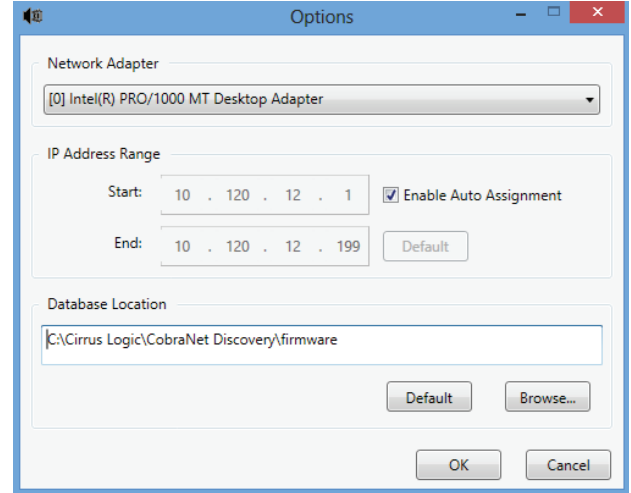 Options
Network Adapter
[0] Intel(R) PRO/1000 MT Desktop Adapter
IP Address Range
Start: 10 . 120 . 12 . 1 Enable Auto Assignment
End: 10 . 120 . 12 . 199 Default
Database Location
C:\Cirrus Logic\CobraNet Discovery\firmware
Default Browse...
OK Cancel